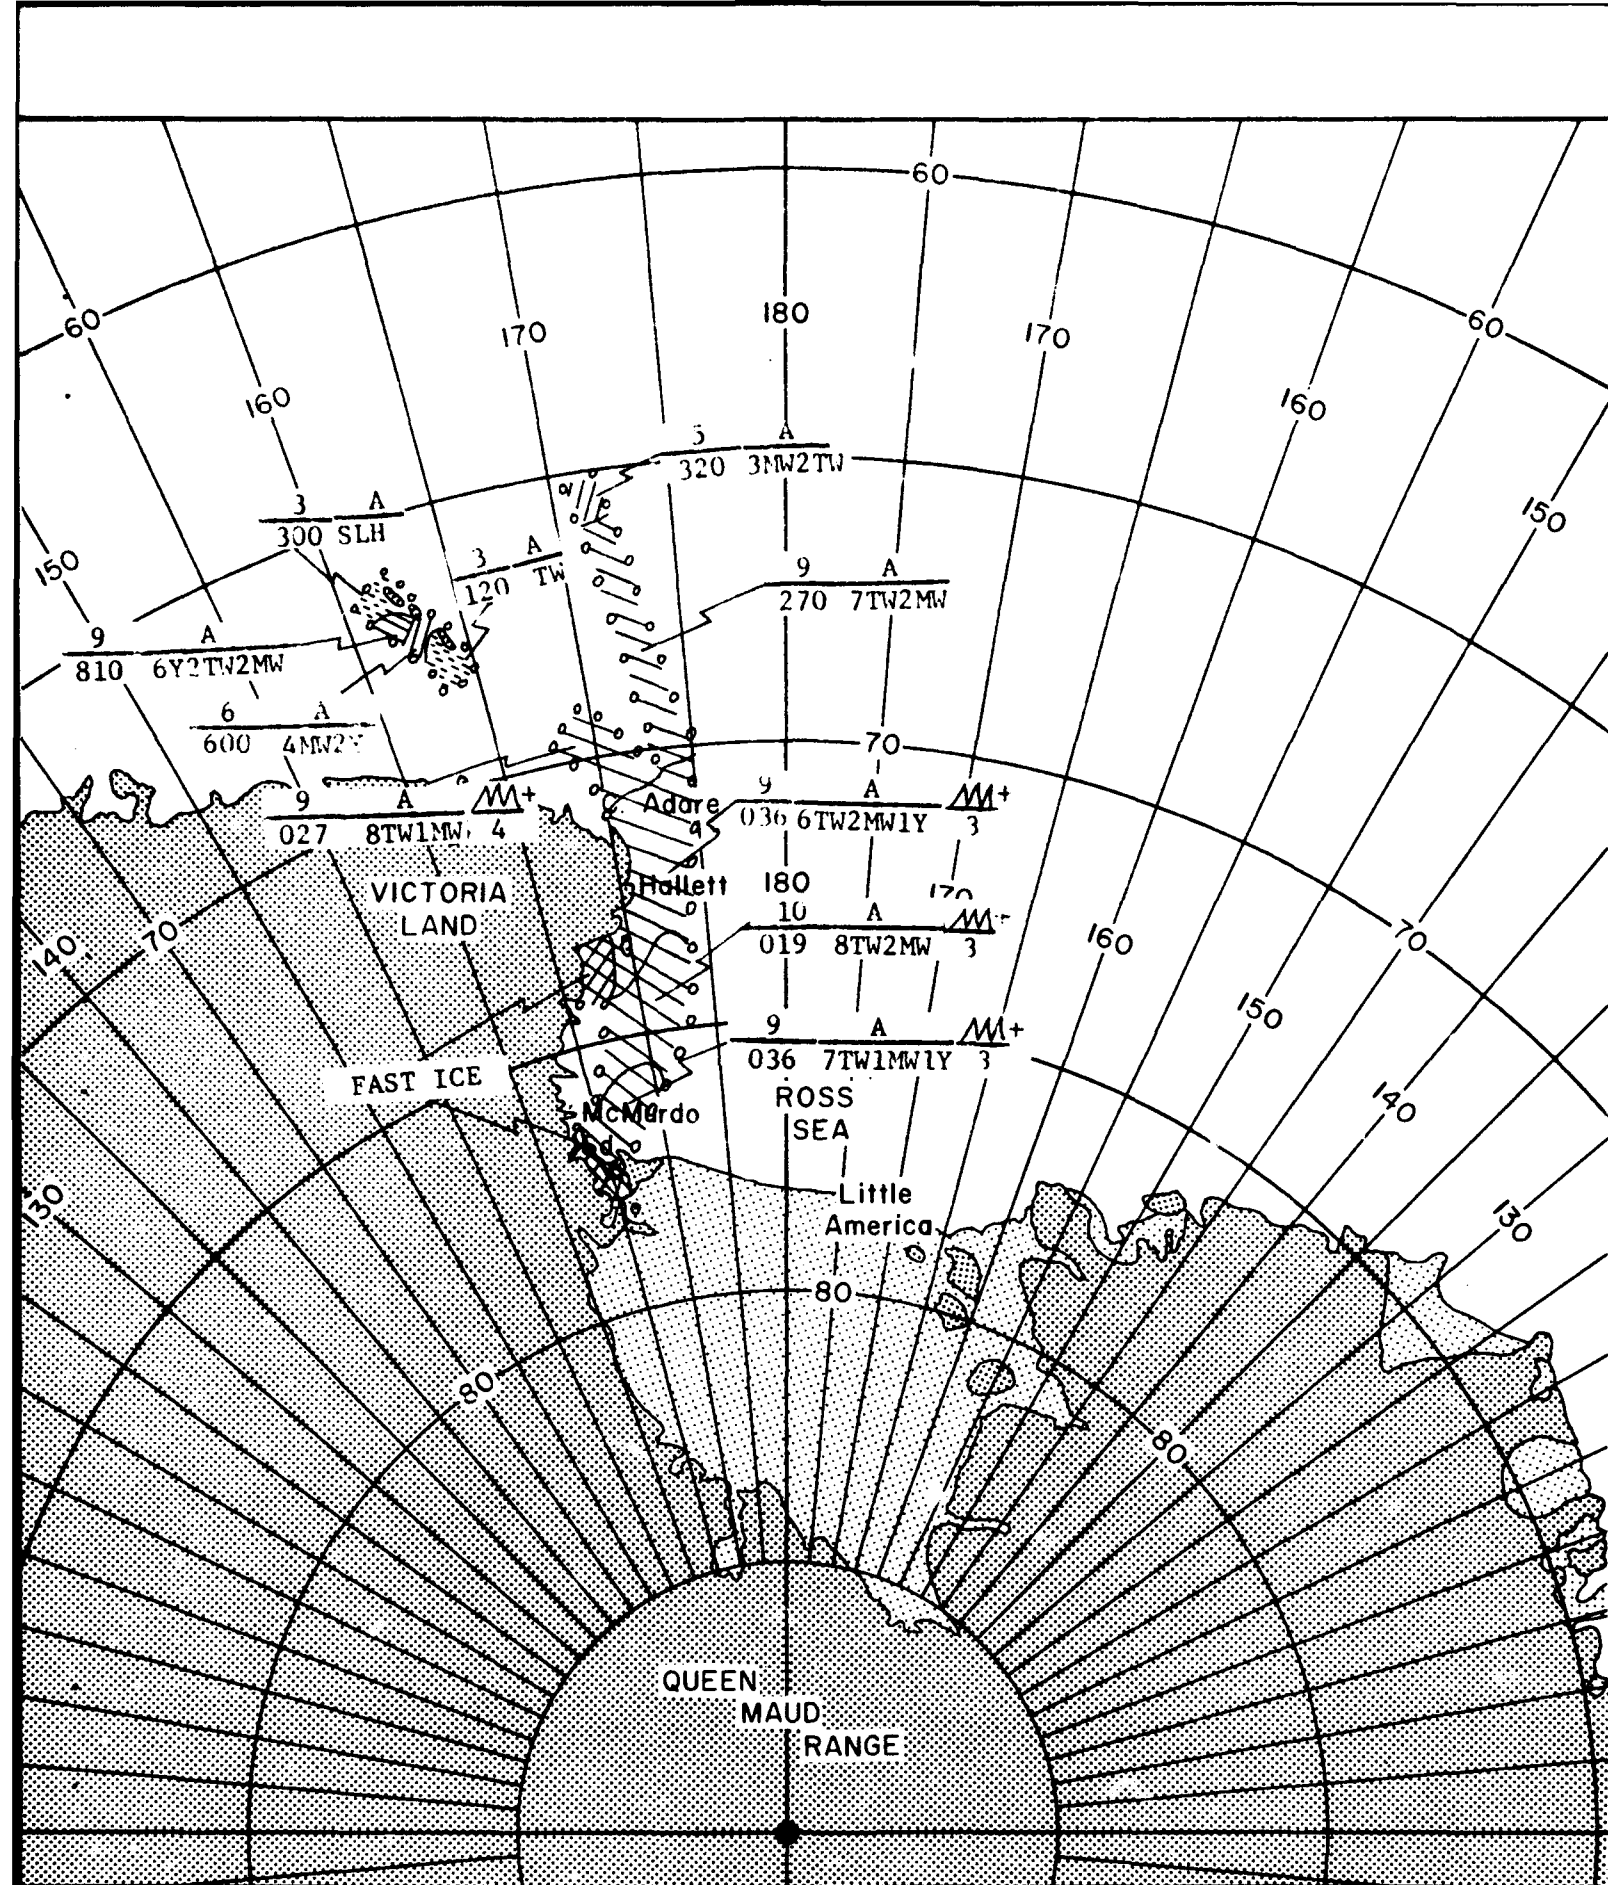 60
60
180
60
170
170
160
160
5 A
320 3MW2TW
3 A
300 SLH
150
150
3 A
120 TW
9 A
270 7TW2MW
9 A
810 6Y2TW2MW
6 A
600 4MW2Y
70
9 A +
027 8TW1MW 4
Adare
9 A +
036 6TW2MW1Y 3
Hallett
180
170
VICTORIA
LAND
10 A
019 8TW2MW 3
160
70
70
140
150
9 A +
036 7TW1MW1Y 3
FAST ICE
McMurdo
ROSS
SEA
140
130
Little
America
130
80
80
80
QUEEN
MAUD
RANGE